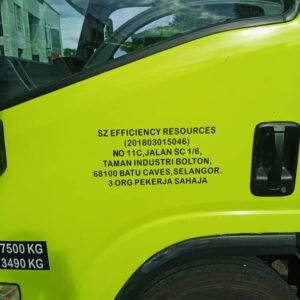 SZ EFFICIENCY RESOURCES
(201803015046)
NO 11C,JALAN SC 1/6,
TAMAN INDUSTRI BOLTON,
68100 BATU CAVES,SELANGOR.
3 ORG PEKERJA SAHAJA
7500 KG
3490 KG